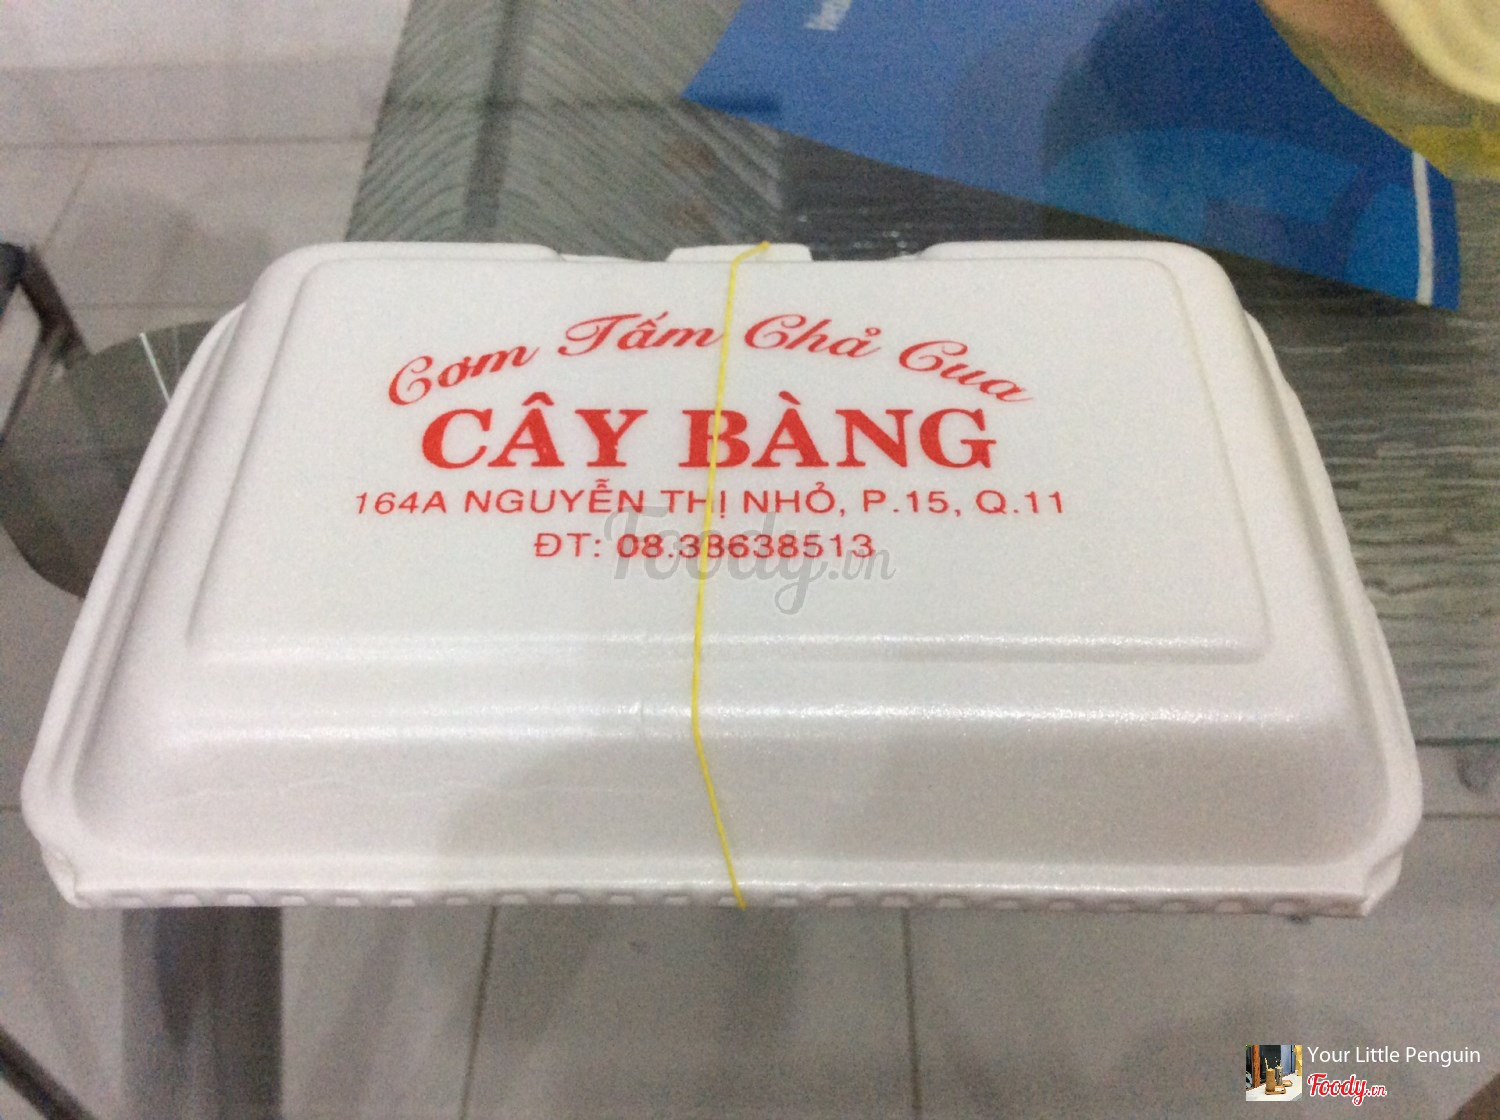 Cơm Tấm Chả Cua
CÂY BÀNG
164A NGUYỄN THỊ NHỎ, P.15, Q.11
ĐT: 08.38638513
Foody.vn
Your Little Penguin
Foody.vn